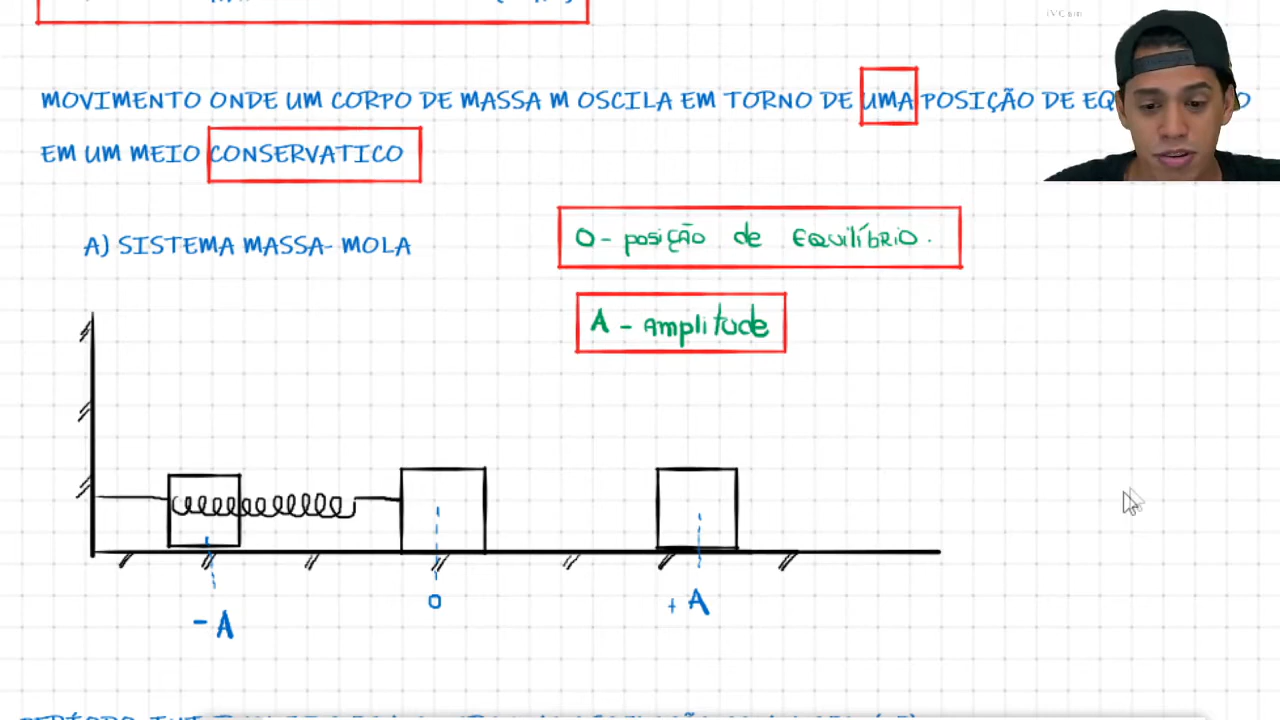 MOVIMENTO ONDE UM CORPO DE MASSA M OSCILA EM TORNO DE UMA POSIÇÃO DE
EM UM MEIO CONSERVATICO
O - posição de EQUILÍBRIO.
A) SISTEMA MASSA- MOLA
A - Amplitude
- A
O
+ A